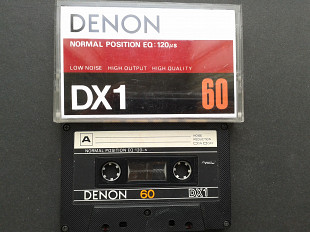 DENON
NORMAL POSITION EQ:120μs
LOW NOISE HIGH OUTPUT HIGH QUALITY
DX1 60
A
NORMAL POSITION EQ 120
DENON 60 DX1